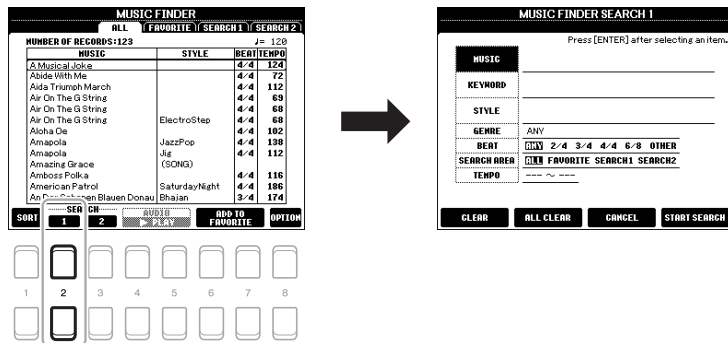 MUSIC FINDER
ALL FAVORITE SEARCH 1 SEARCH 2
NUMBER OF RECORDS:123 ♩= 120
MUSIC STYLE BEAT TEMPO
A Musical Joke 4/4 124
Abide With Me 4/4 72
Aida Triumph March 4/4 112
Air On The G String 4/4 69
Air On The G String 4/4 68
Air On The G String ElectroStep 4/4 68
Aloha Oe 4/4 102
Amapola JazzPop 4/4 138
Amapola Jig 4/4 112
Amazing Grace (SONG)
Amboss Polka 4/4 116
American Patrol SaturdayNight 4/4 186
An Der Schonen Blauen Donau Bhajan 3/4 174
SORT SEARCH 1 2 AUDIO PLAY ADD TO FAVORITE OPTION
1 2 3 4 5 6 7 8
MUSIC FINDER SEARCH 1
Press [ENTER] after selecting an item.
MUSIC
KEYWORD
STYLE
GENRE ANY
BEAT ANY 2/4 3/4 4/4 6/8 OTHER
SEARCH AREA ALL FAVORITE SEARCH1 SEARCH2
TEMPO --- ~ ---
CLEAR ALL CLEAR CANCEL START SEARCH